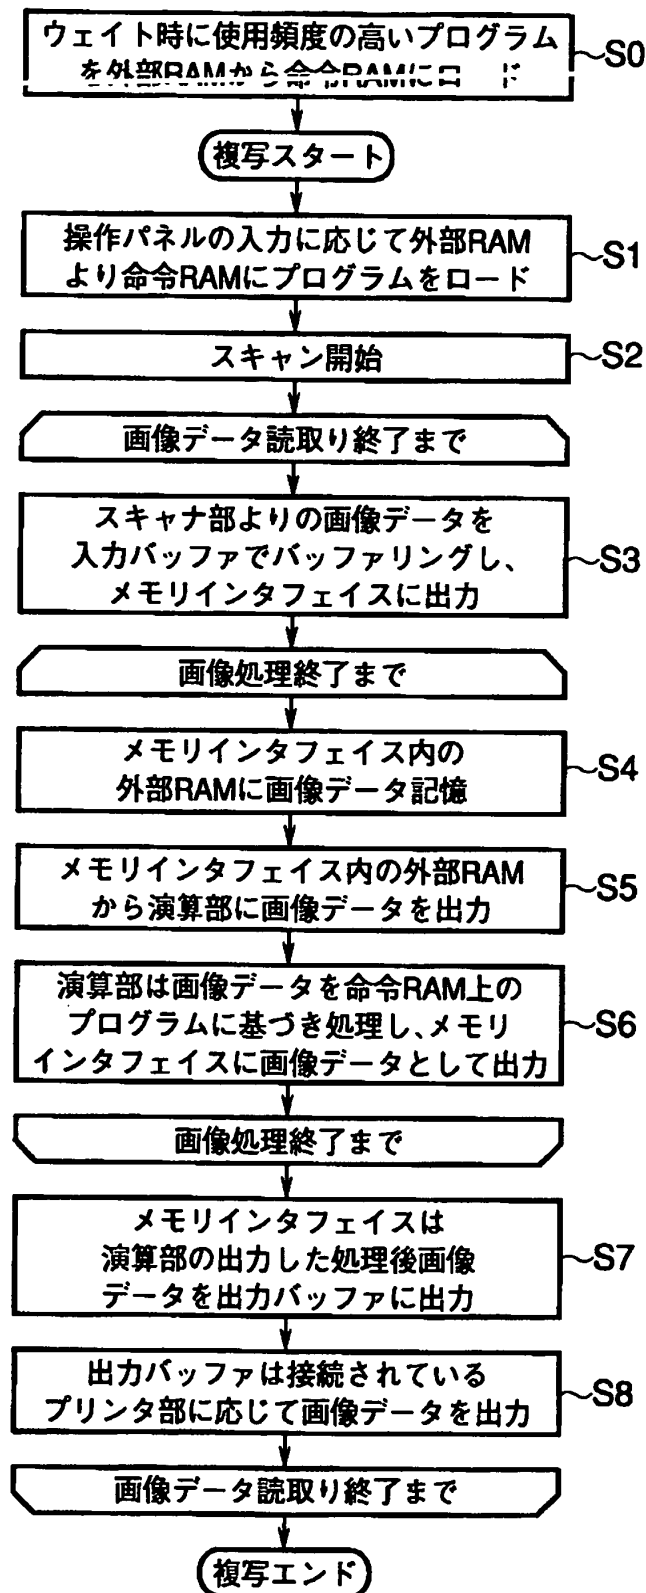 ウェイト時に使用頻度の高いプログラム
を外部RAMから命令RAMにロード
S0
複写スタート
操作パネルの入力に応じて外部RAM
より命令RAMにプログラムをロード
S1
スキャン開始
S2
画像データ読取り終了まで
スキャナ部よりの画像データを
入力バッファでバッファリングし、
メモリインタフェイスに出力
S3
画像処理終了まで
メモリインタフェイス内の
外部RAMに画像データ記憶
S4
メモリインタフェイス内の外部RAM
から演算部に画像データを出力
S5
演算部は画像データを命令RAM上の
プログラムに基づき処理し、メモリ
インタフェイスに画像データとして出力
S6
画像処理終了まで
メモリインタフェイスは
演算部の出力した処理後画像
データを出力バッファに出力
S7
出力バッファは接続されている
プリンタ部に応じて画像データを出力
S8
画像データ読取り終了まで
複写エンド